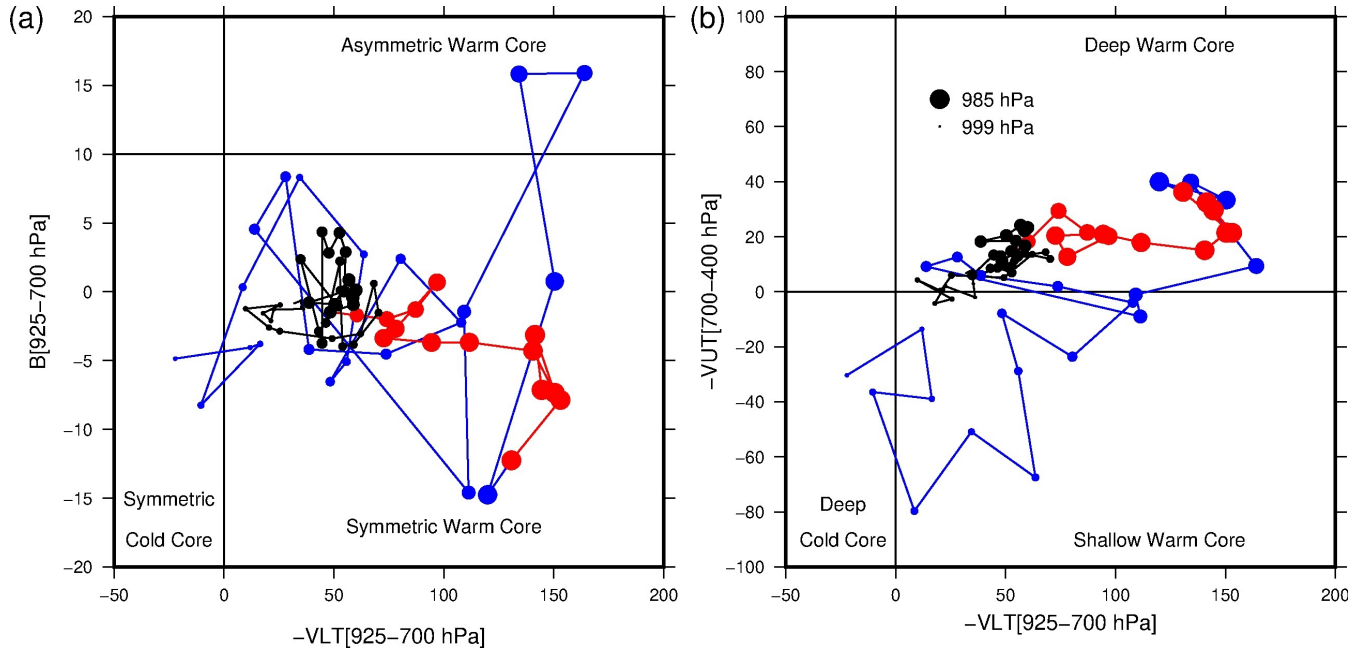 (a)
20
15
10
5
0
−5
−10
−15
−20
B[925−700 hPa]
Asymmetric Warm Core
Symmetric
Cold Core
Symmetric Warm Core
−50
0
50
100
150
200
−VLT[925−700 hPa]
(b)
100
80
60
40
20
0
−20
−40
−60
−80
−100
−VUT[700−400 hPa]
Deep Warm Core
985 hPa
999 hPa
Deep
Cold Core
Shallow Warm Core
−50
0
50
100
150
200
−VLT[925−700 hPa]